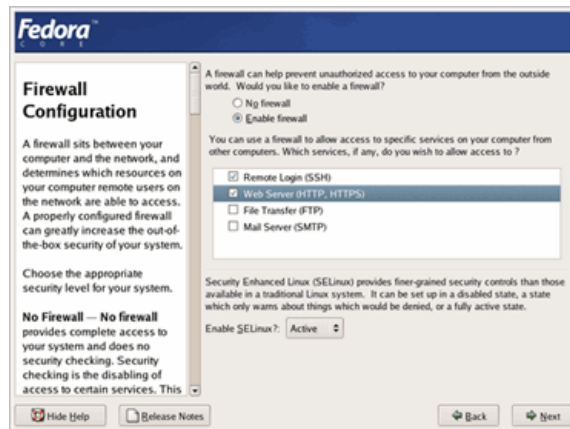 Fedora™
CORE
Firewall
Configuration
A firewall sits between your
computer and the network, and
determines which resources on
your computer remote users on
the network are able to access.
A properly configured firewall
can greatly increase the out-of-
the-box security of your system.
Choose the appropriate
security level for your system.
No Firewall — No firewall
provides complete access to
your system and does no
security checking. Security
checking is the disabling of
access to certain services. This
A firewall can help prevent unauthorized access to your computer from the outside
world. Would you like to enable a firewall?
No firewall
Enable firewall
You can use a firewall to allow access to specific services on your computer from
other computers. Which services, if any, do you wish to allow access to ?
Remote Login (SSH)
Web Server (HTTP, HTTPS)
File Transfer (FTP)
Mail Server (SMTP)
Security Enhanced Linux (SELinux) provides finer-grained security controls than those
available in a traditional Linux system. It can be set up in a disabled state, a state
which only warns about things which would be denied, or a fully active state.
Enable SELinux?: Active
Hide Help
Release Notes
Back
Next